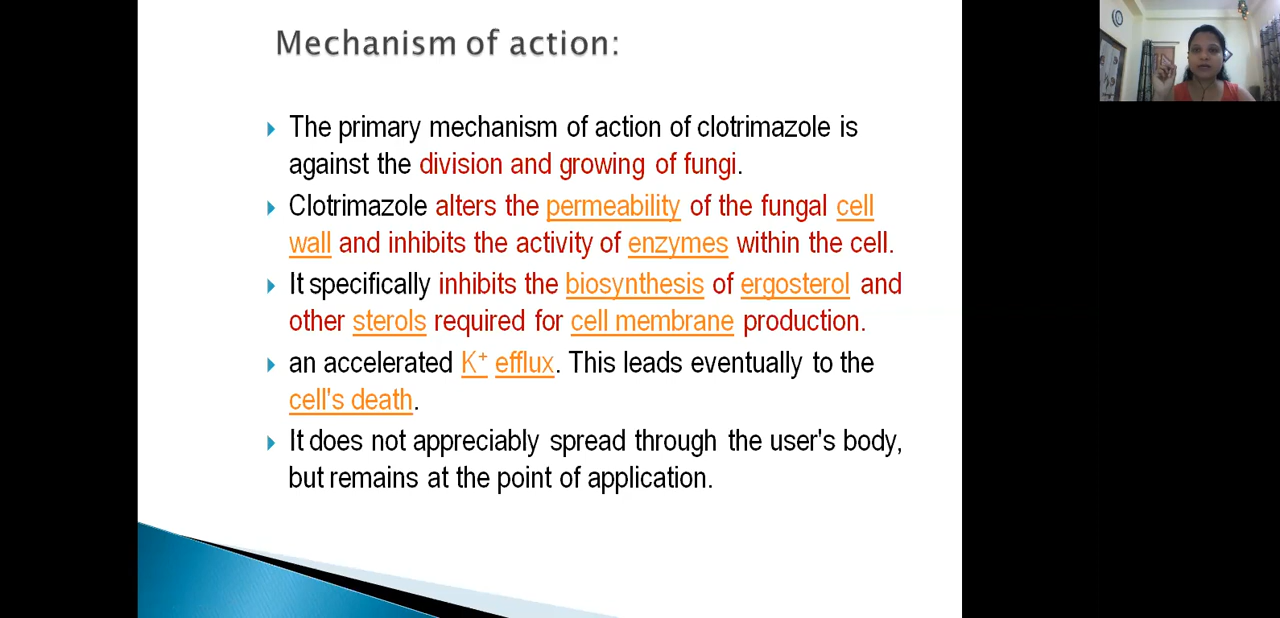 Mechanism of action:
The primary mechanism of action of clotrimazole is
against the division and growing of fungi.
Clotrimazole alters the permeability of the fungal cell
wall and inhibits the activity of enzymes within the cell.
It specifically inhibits the biosynthesis of ergosterol and
other sterols required for cell membrane production.
an accelerated K⁺ efflux. This leads eventually to the
cell's death.
It does not appreciably spread through the user's body,
but remains at the point of application.